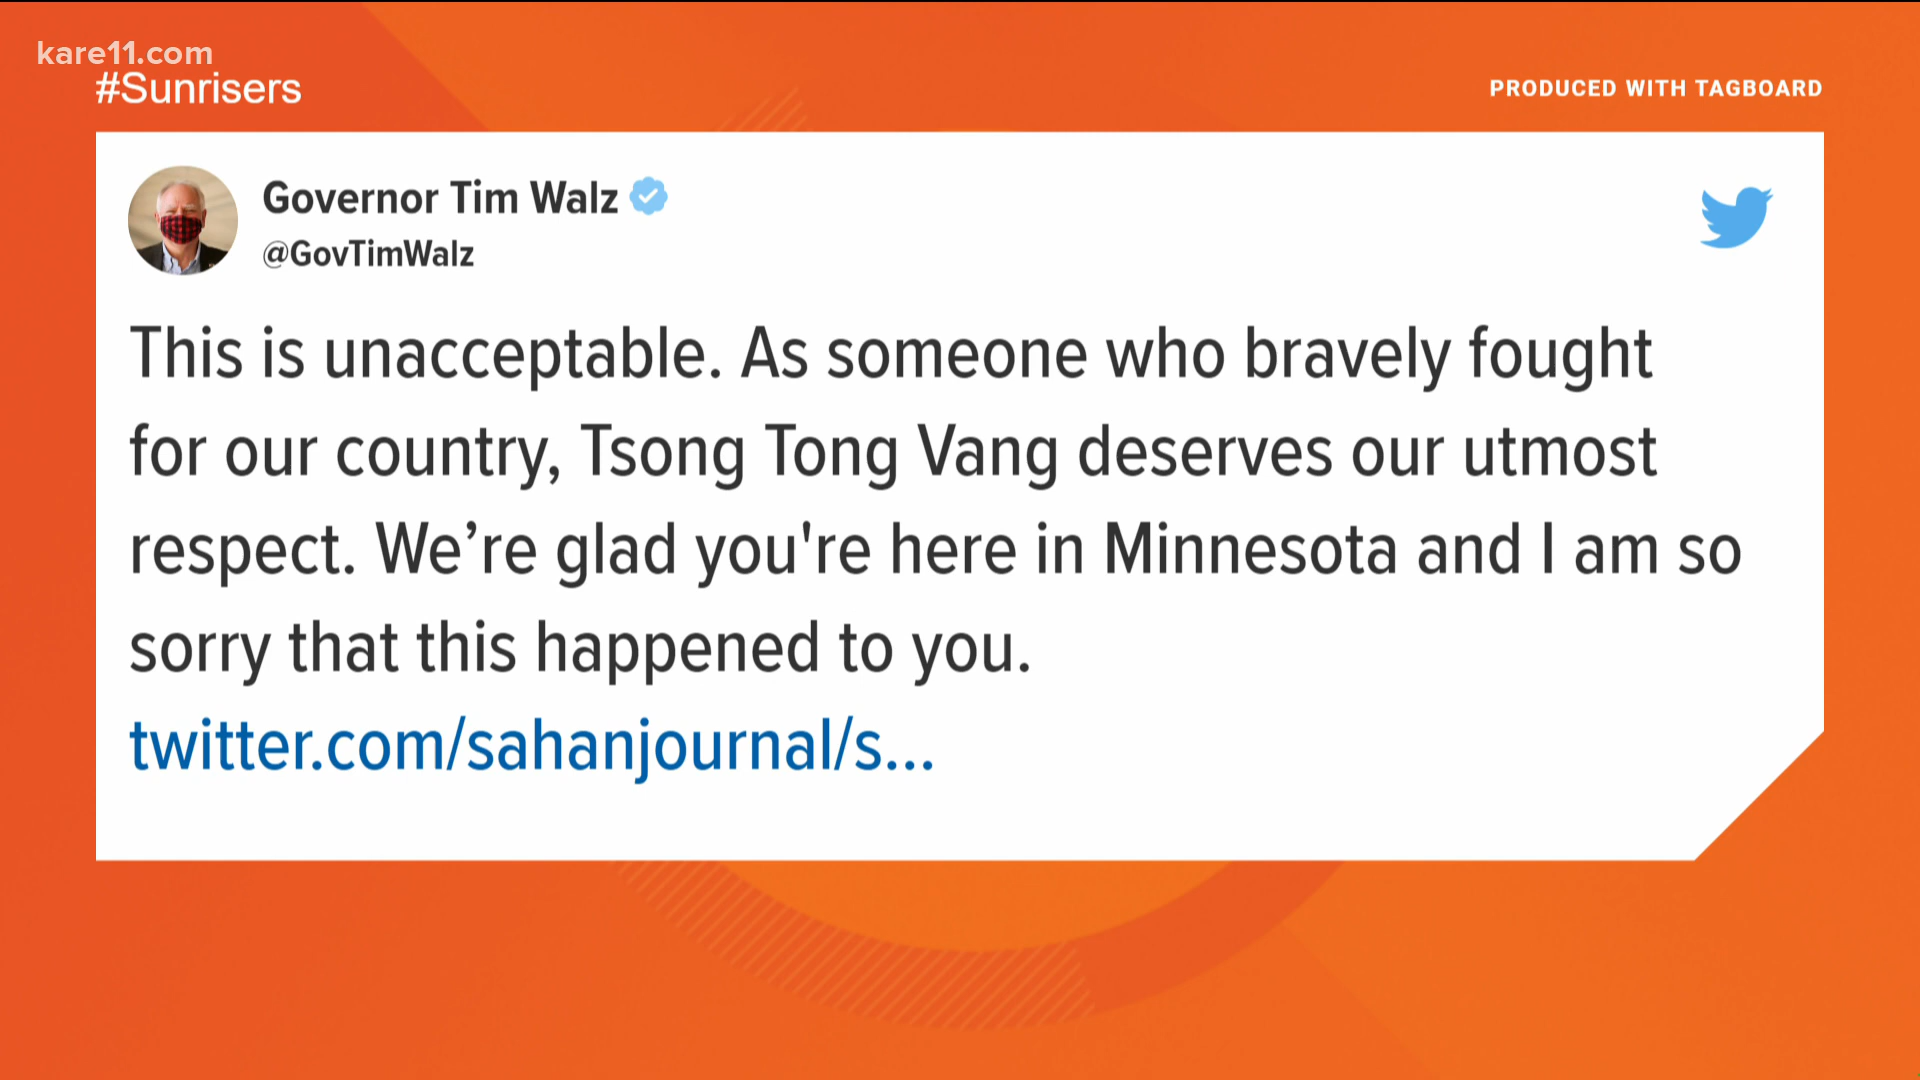 kare11.com
#Sunrisers
PRODUCED WITH TAGBOARD
Governor Tim Walz
@GovTimWalz
This is unacceptable. As someone who bravely fought
for our country, Tsong Tong Vang deserves our utmost
respect. We’re glad you're here in Minnesota and I am so
sorry that this happened to you.
twitter.com/sahanjournal/s...